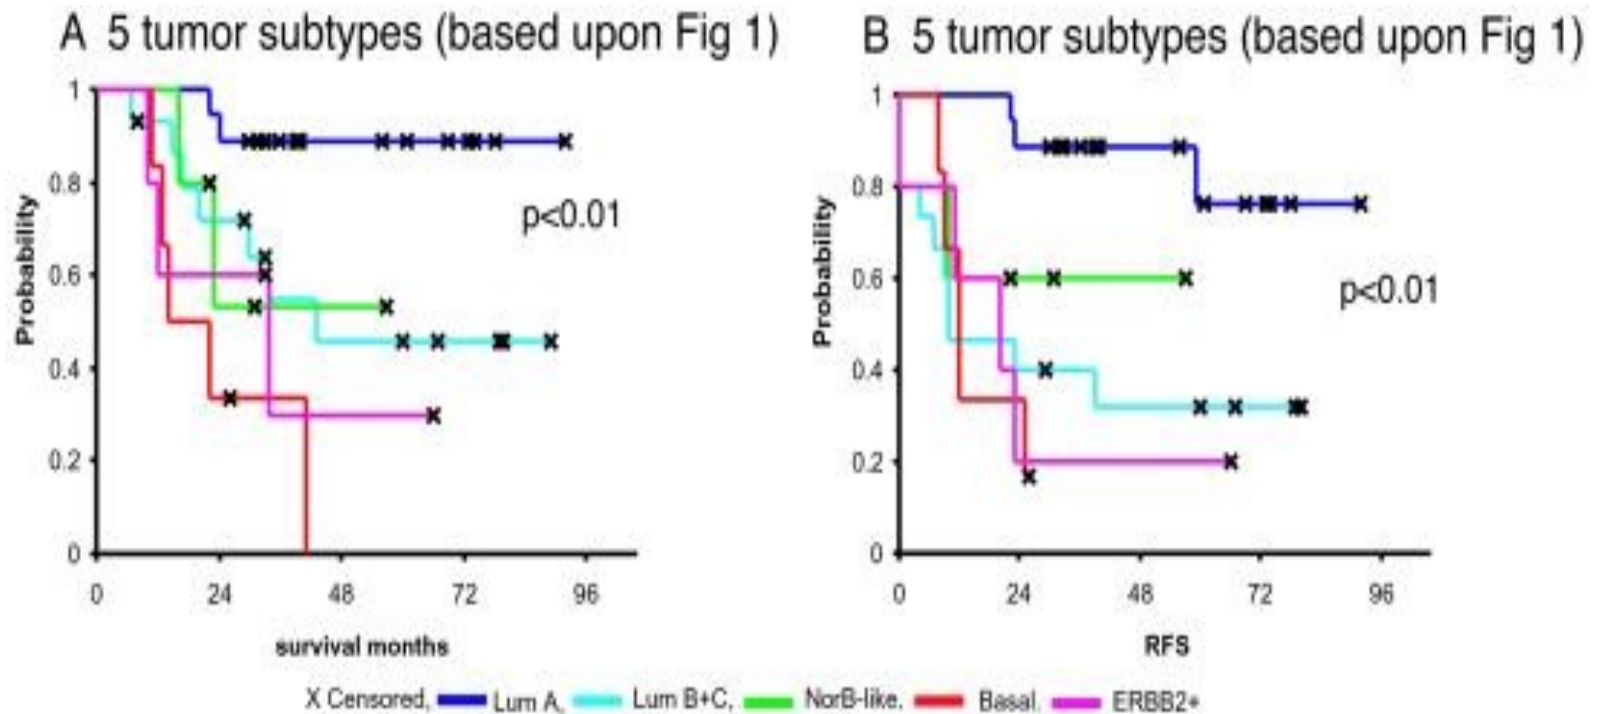 A 5 tumor subtypes (based upon Fig 1)
1
0.8
0.6
0.4
0.2
0
Probability
p<0.01
0 24 48 72 96
survival months
B 5 tumor subtypes (based upon Fig 1)
1
0.8
0.6
0.4
0.2
0
Probability
p<0.01
0 24 48 72 96
RFS
X Censored, Lum A, Lum B+C, NorB-like. Basal. ERBB2+